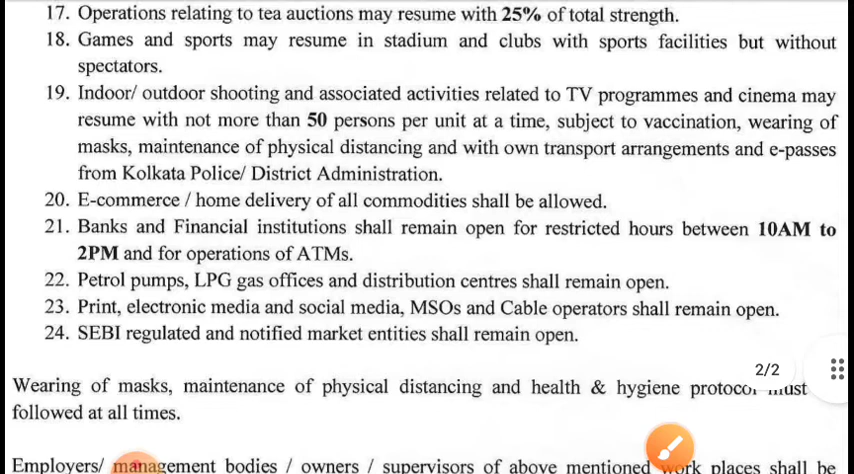 17. Operations relating to tea auctions may resume with 25% of total strength.
18. Games and sports may resume in stadium and clubs with sports facilities but without
spectators.
19. Indoor/ outdoor shooting and associated activities related to TV programmes and cinema may
resume with not more than 50 persons per unit at a time, subject to vaccination, wearing of
masks, maintenance of physical distancing and with own transport arrangements and e-passes
from Kolkata Police/ District Administration.
20. E-commerce / home delivery of all commodities shall be allowed.
21. Banks and Financial institutions shall remain open for restricted hours between 10AM to
2PM and for operations of ATMs.
22. Petrol pumps, LPG gas offices and distribution centres shall remain open.
23. Print, electronic media and social media, MSOs and Cable operators shall remain open.
24. SEBI regulated and notified market entities shall remain open.
2/2
Wearing of masks, maintenance of physical distancing and health & hygiene protocol must
followed at all times.
Employers/ management bodies / owners / supervisors of above mentioned work places shall be